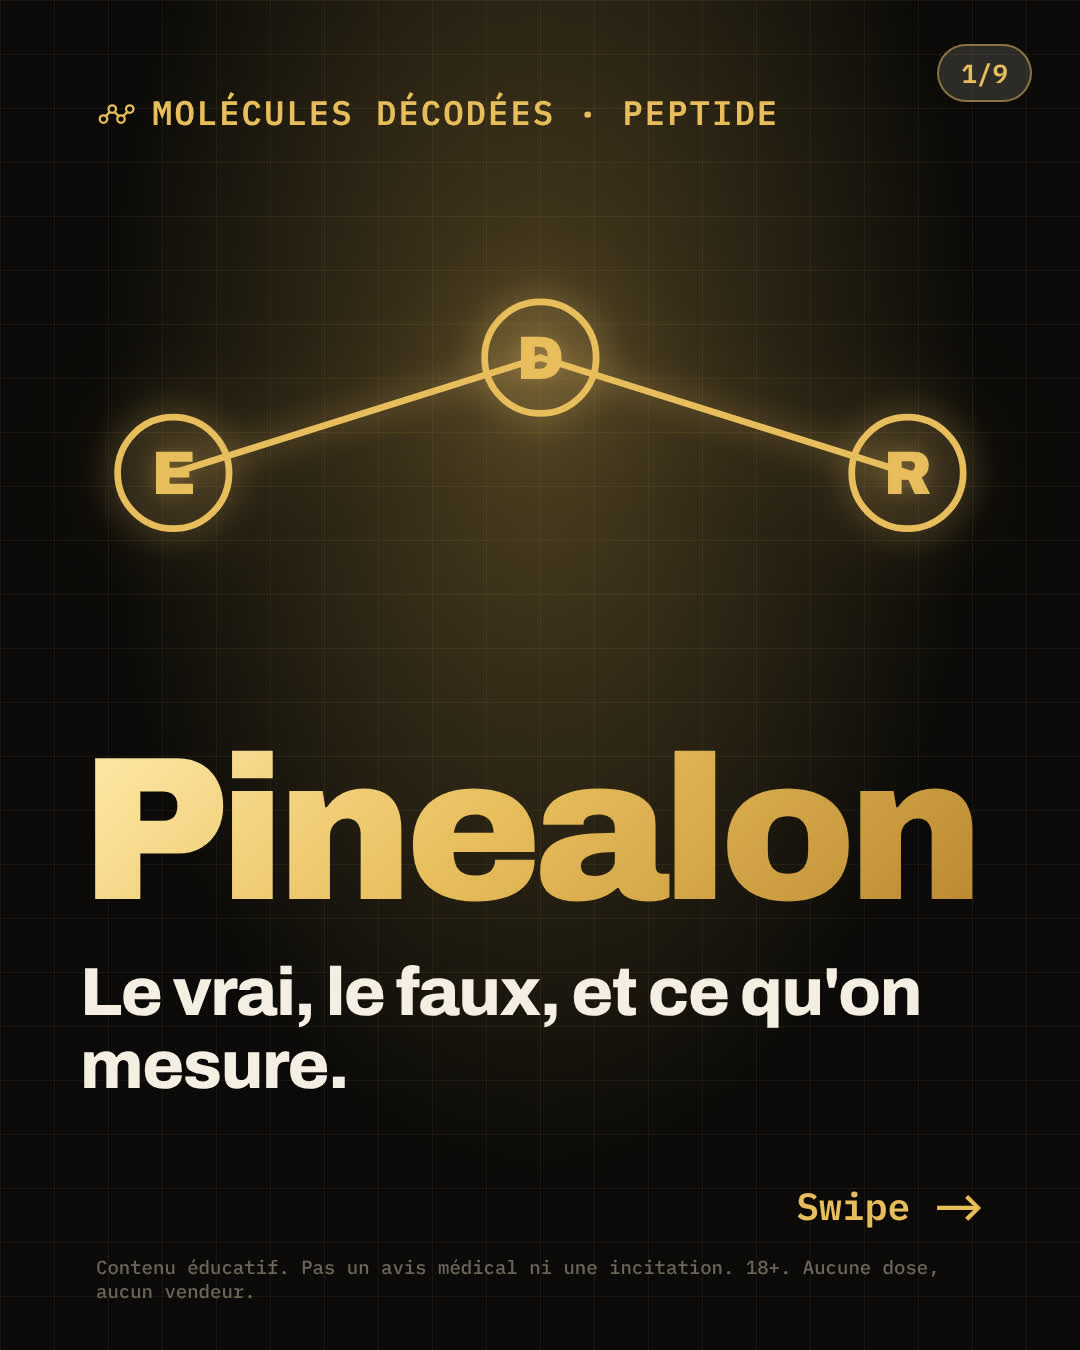 1/9
MOLÉCULES DÉCODÉES · PEPTIDE
D
E
R
Pinealon
Le vrai, le faux, et ce qu'on
mesure.
Swipe →
Contenu éducatif. Pas un avis médical ni une incitation. 18+. Aucune dose,
aucun vendeur.